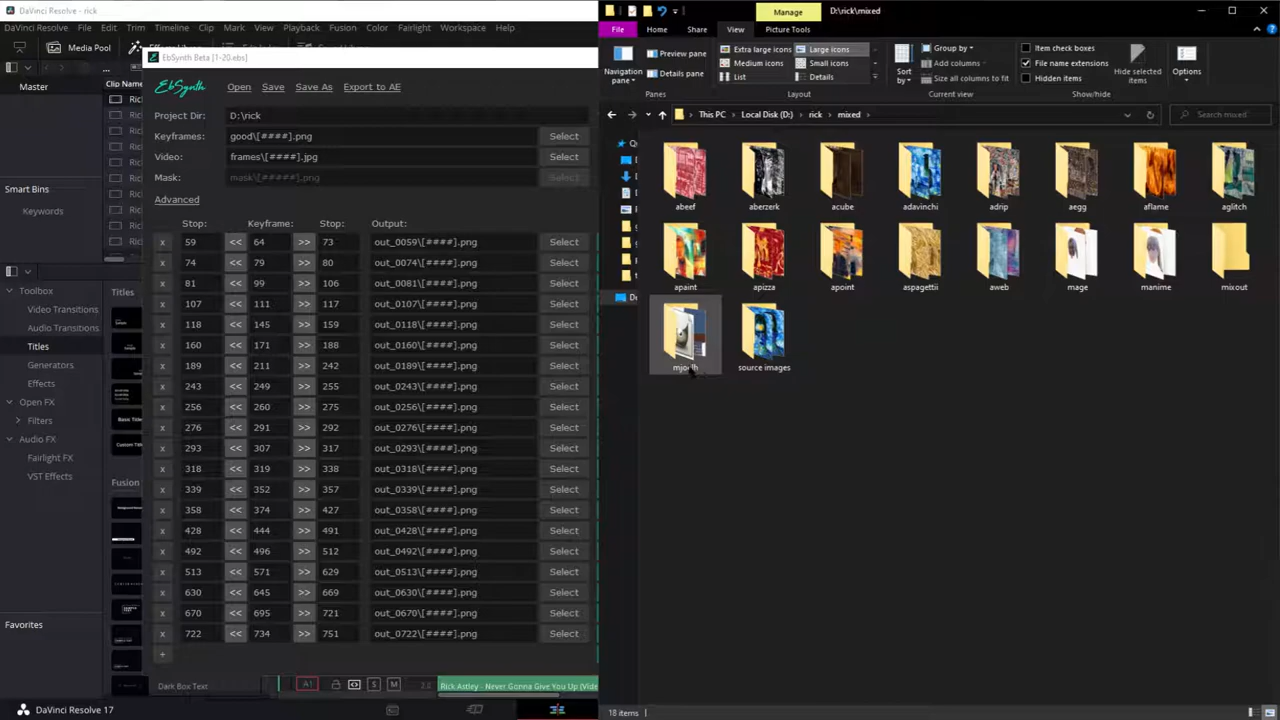 DaVinci Resolve - rick
DaVinci Resolve File Edit Trim Timeline Clip Mark View Playback Fusion Color Fairlight Workspace Help
Media Pool
Master
Clip Name
Smart Bins
Keywords
Toolbox
Video Transitions
Audio Transitions
Titles
Generators
Effects
Open FX
Filters
Audio FX
Fairlight FX
VST Effects
Favorites
Titles
Basic Title
Custom Titl
Fusion
DaVinci Resolve 17
EbSynth Beta [1-20.ebs]
EbSynth Open Save Save As Export to AE
Project Dir: D:\rick
Keyframes: good\[####].png Select
Video: frames\[####].jpg Select
Mask: mask\[#####].png Select
Advanced
Stop: Keyframe: Stop: Output:
x 59 << 64 >> 73 out_0059\[####].png Select
x 74 << 79 >> 80 out_0074\[####].png Select
x 81 << 99 >> 106 out_0081\[####].png Select
x 107 << 111 >> 117 out_0107\[####].png Select
x 118 << 145 >> 159 out_0118\[####].png Select
x 160 << 171 >> 188 out_0160\[####].png Select
x 189 << 211 >> 242 out_0189\[####].png Select
x 243 << 249 >> 255 out_0243\[####].png Select
x 256 << 260 >> 275 out_0256\[####].png Select
x 276 << 291 >> 292 out_0276\[####].png Select
x 293 << 307 >> 317 out_0293\[####].png Select
x 318 << 319 >> 338 out_0318\[####].png Select
x 339 << 352 >> 357 out_0339\[####].png Select
x 358 << 374 >> 427 out_0358\[####].png Select
x 428 << 444 >> 491 out_0428\[####].png Select
x 492 << 496 >> 512 out_0492\[####].png Select
x 513 << 571 >> 629 out_0513\[####].png Select
x 630 << 645 >> 669 out_0630\[####].png Select
x 670 << 695 >> 721 out_0670\[####].png Select
x 722 << 734 >> 751 out_0722\[####].png Select
+
Dark Box Text
A1 S M Rick Astley - Never Gonna Give You Up (Vide
Manage D:\rick\mixed
File Home Share View Picture Tools
Navigation pane
Preview pane
Details pane
Panes
Extra large icons Large icons
Medium icons Small icons
List Details
Layout
Sort by
Group by
Add columns
Size all columns to fit
Current view
Item check boxes
File name extensions
Hidden items
Hide selected items
Show/hide
Options
This PC > Local Disk (D:) > rick > mixed >
Search mixed
abeef aberzerk acube adavinchi adrip aegg aflame aglitch
apaint apizza apoint aspagettii aweb mage manime mixout
source images
18 items